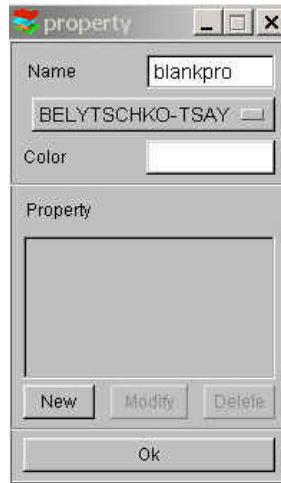 property
Name blankpro
BELYTSCHKO-TSAY
Color
Property
New Modify Delete
Ok